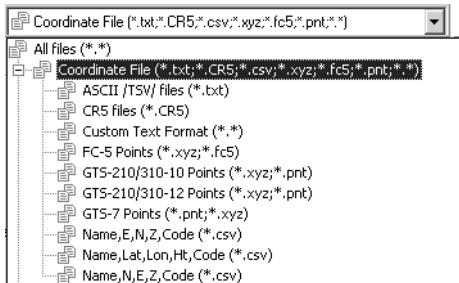 Coordinate File (*.txt;*.CR5;*.csv;*.xyz;*.fc5;*.pnt;*.*)
All files (*.*)
Coordinate File (*.txt;*.CR5;*.csv;*.xyz;*.fc5;*.pnt;*.*)
ASCII /TSV/ files (*.txt)
CR5 files (*.CR5)
Custom Text Format (*.*)
FC-5 Points (*.xyz;*.fc5)
GTS-210/310-10 Points (*.xyz;*.pnt)
GTS-210/310-12 Points (*.xyz;*.pnt)
GTS-7 Points (*.pnt;*.xyz)
Name,E,N,Z,Code (*.csv)
Name,Lat,Lon,Ht,Code (*.csv)
Name,N,E,Z,Code (*.csv)